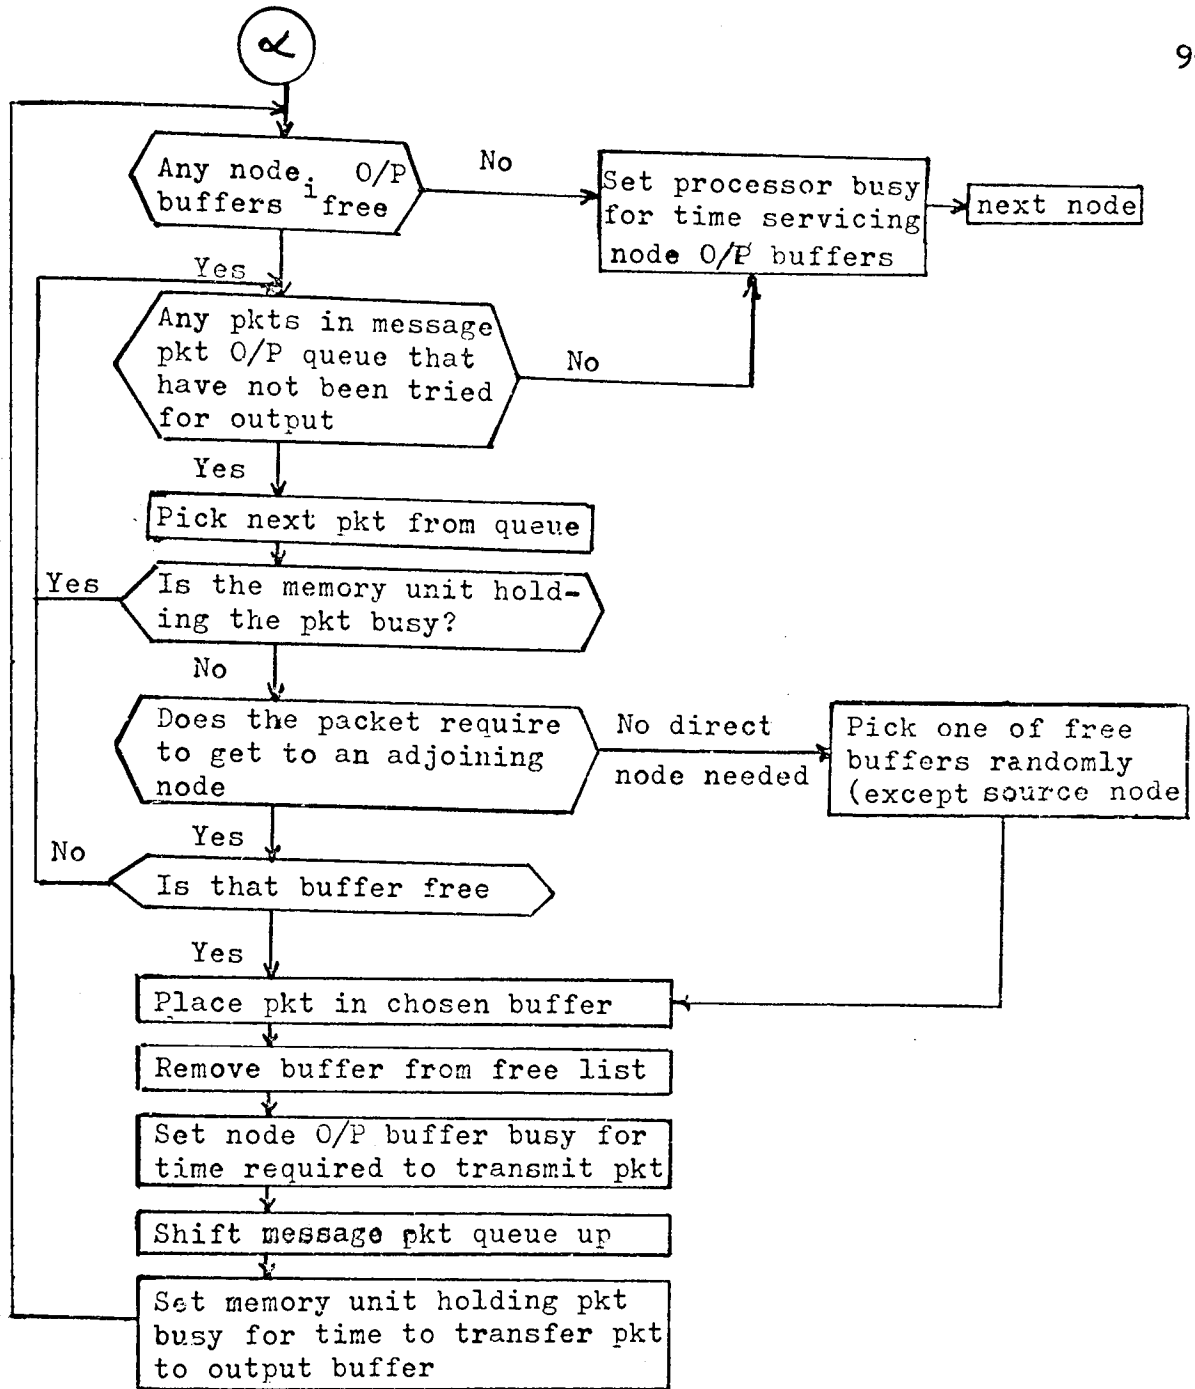 α
9
Any node i O/P
buffers free
No
Set processor busy
for time servicing
node O/P buffers
next node
Yes
Any pkts in message
pkt O/P queue that
have not been tried
for output
No
Yes
Pick next pkt from queue
Is the memory unit hold-
ing the pkt busy?
Yes
No
Does the packet require
to get to an adjoining
node
No direct
node needed
Pick one of free
buffers randomly
(except source node
Yes
No
Is that buffer free
Yes
Place pkt in chosen buffer
Remove buffer from free list
Set node O/P buffer busy for
time required to transmit pkt
Shift message pkt queue up
Set memory unit holding pkt
busy for time to transfer pkt
to output buffer